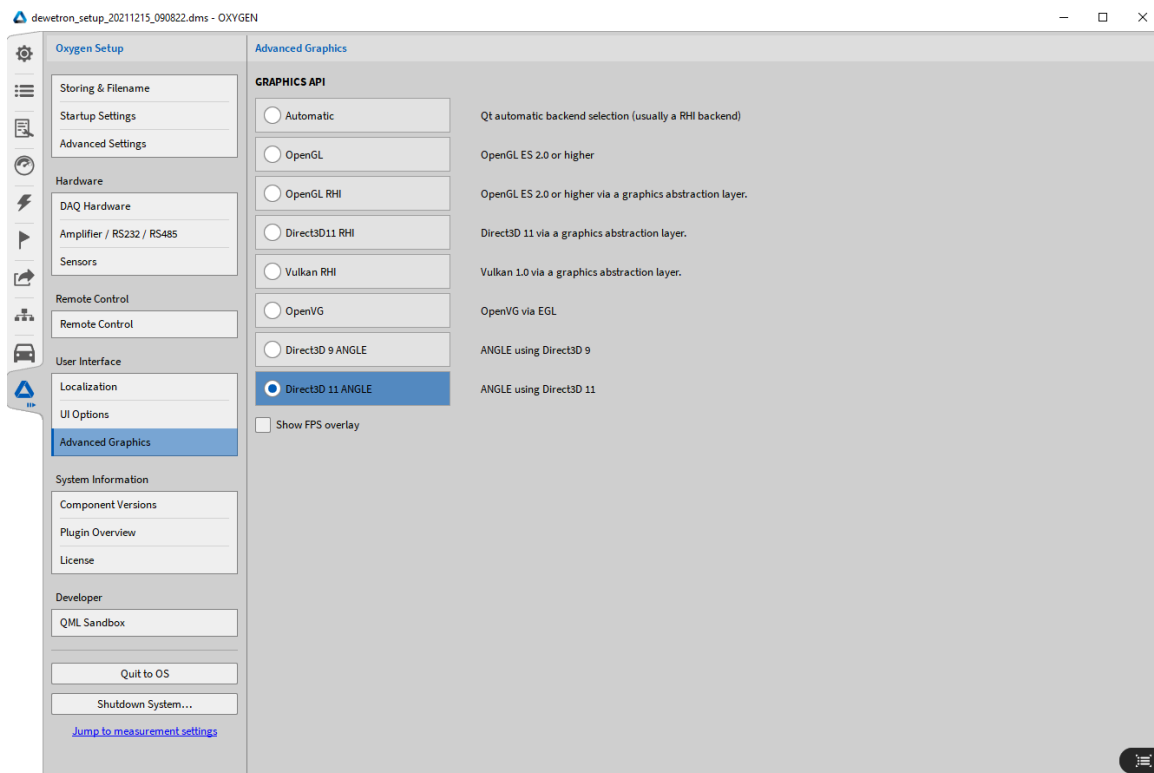 dewetron_setup_20211215_090822.dms - OXYGEN
Oxygen Setup
Storing & Filename
Startup Settings
Advanced Settings
Hardware
DAQ Hardware
Amplifier / RS232 / RS485
Sensors
Remote Control
Remote Control
User Interface
Localization
UI Options
Advanced Graphics
System Information
Component Versions
Plugin Overview
License
Developer
QML Sandbox
Quit to OS
Shutdown System...
Jump to measurement settings
Advanced Graphics
GRAPHICS API
Automatic Qt automatic backend selection (usually a RHI backend)
OpenGL OpenGL ES 2.0 or higher
OpenGL RHI OpenGL ES 2.0 or higher via a graphics abstraction layer.
Direct3D11 RHI Direct3D 11 via a graphics abstraction layer.
Vulkan RHI Vulkan 1.0 via a graphics abstraction layer.
OpenVG OpenVG via EGL
Direct3D 9 ANGLE ANGLE using Direct3D 9
Direct3D 11 ANGLE ANGLE using Direct3D 11
Show FPS overlay